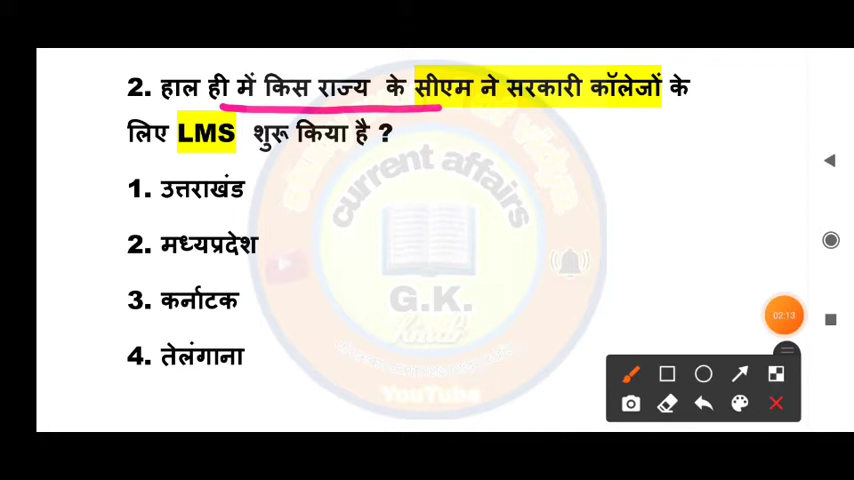 2. हाल ही में किस राज्य के सीएम ने सरकारी कॉलेजों के
लिए LMS शुरू किया है ?
1. उत्तराखंड
2. मध्यप्रदेश
3. कर्नाटक
4. तेलंगाना
current affairs
G.K.
YouTube
02:13